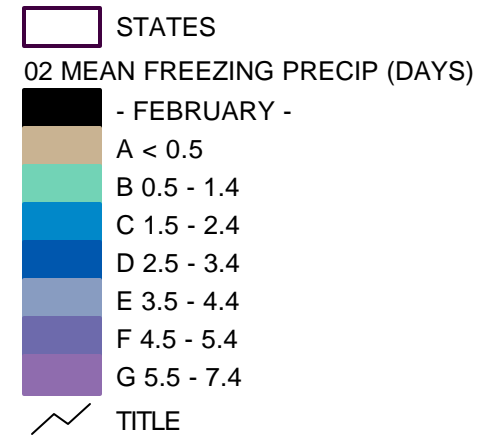 STATES
02 MEAN FREEZING PRECIP (DAYS)
- FEBRUARY -
A < 0.5
B 0.5 - 1.4
C 1.5 - 2.4
D 2.5 - 3.4
E 3.5 - 4.4
F 4.5 - 5.4
G 5.5 - 7.4
TITLE